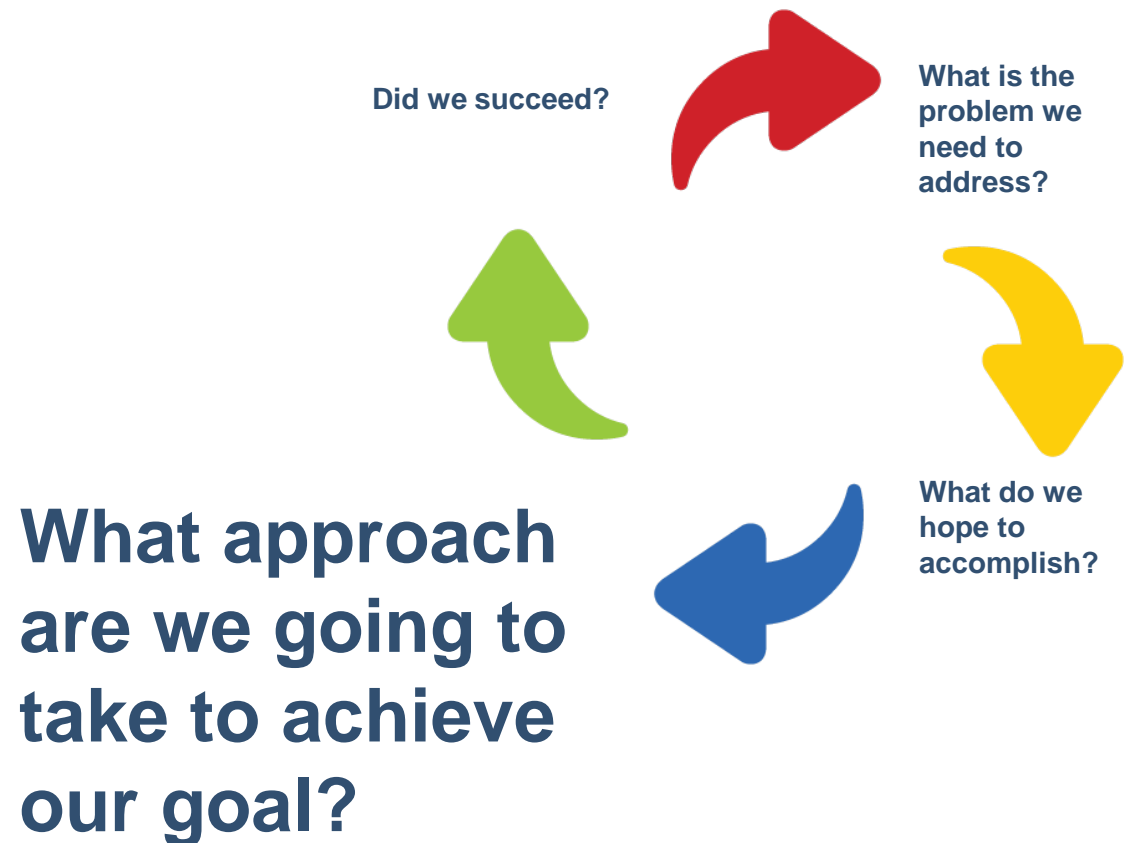 Did we succeed?
What is the
problem we
need to
address?
What do we
hope to
accomplish?
What approach
are we going to
take to achieve
our goal?